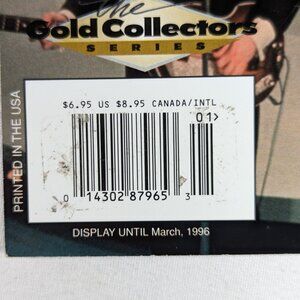 the
Gold Collectors
SERIES
PRINTED IN THE USA
$6.95 US $8.95 CANADA/INTL
01>
0 14302 87965 3
DISPLAY UNTIL March, 1996